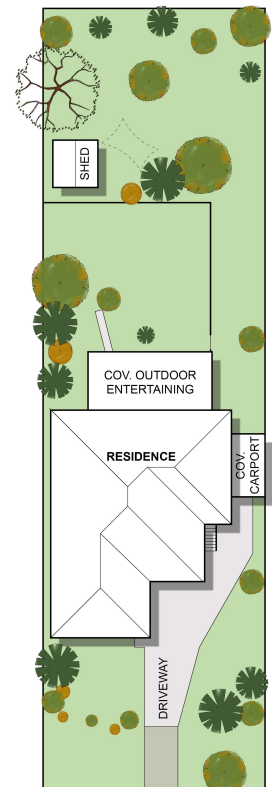 SHED
COV. OUTDOOR
ENTERTAINING
RESIDENCE
COV.
CARPORT
DRIVEWAY